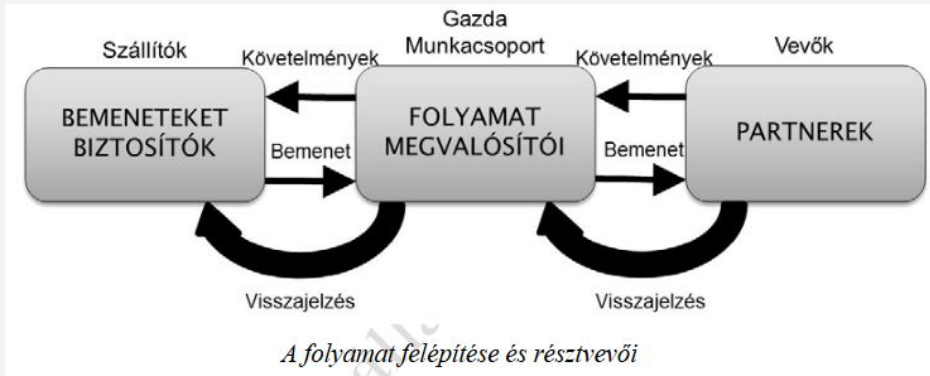 Gazda
Szállítók
Munkacsoport
Vevők
Követelmények
Követelmények
BEMENETEKET
BIZTOSÍTÓK
FOLYAMAT
MEGVALÓSÍTÓI
PARTNEREK
Bemenet
Bemenet
Visszajelzés
Visszajelzés
A folyamat felépítése és résztvevői